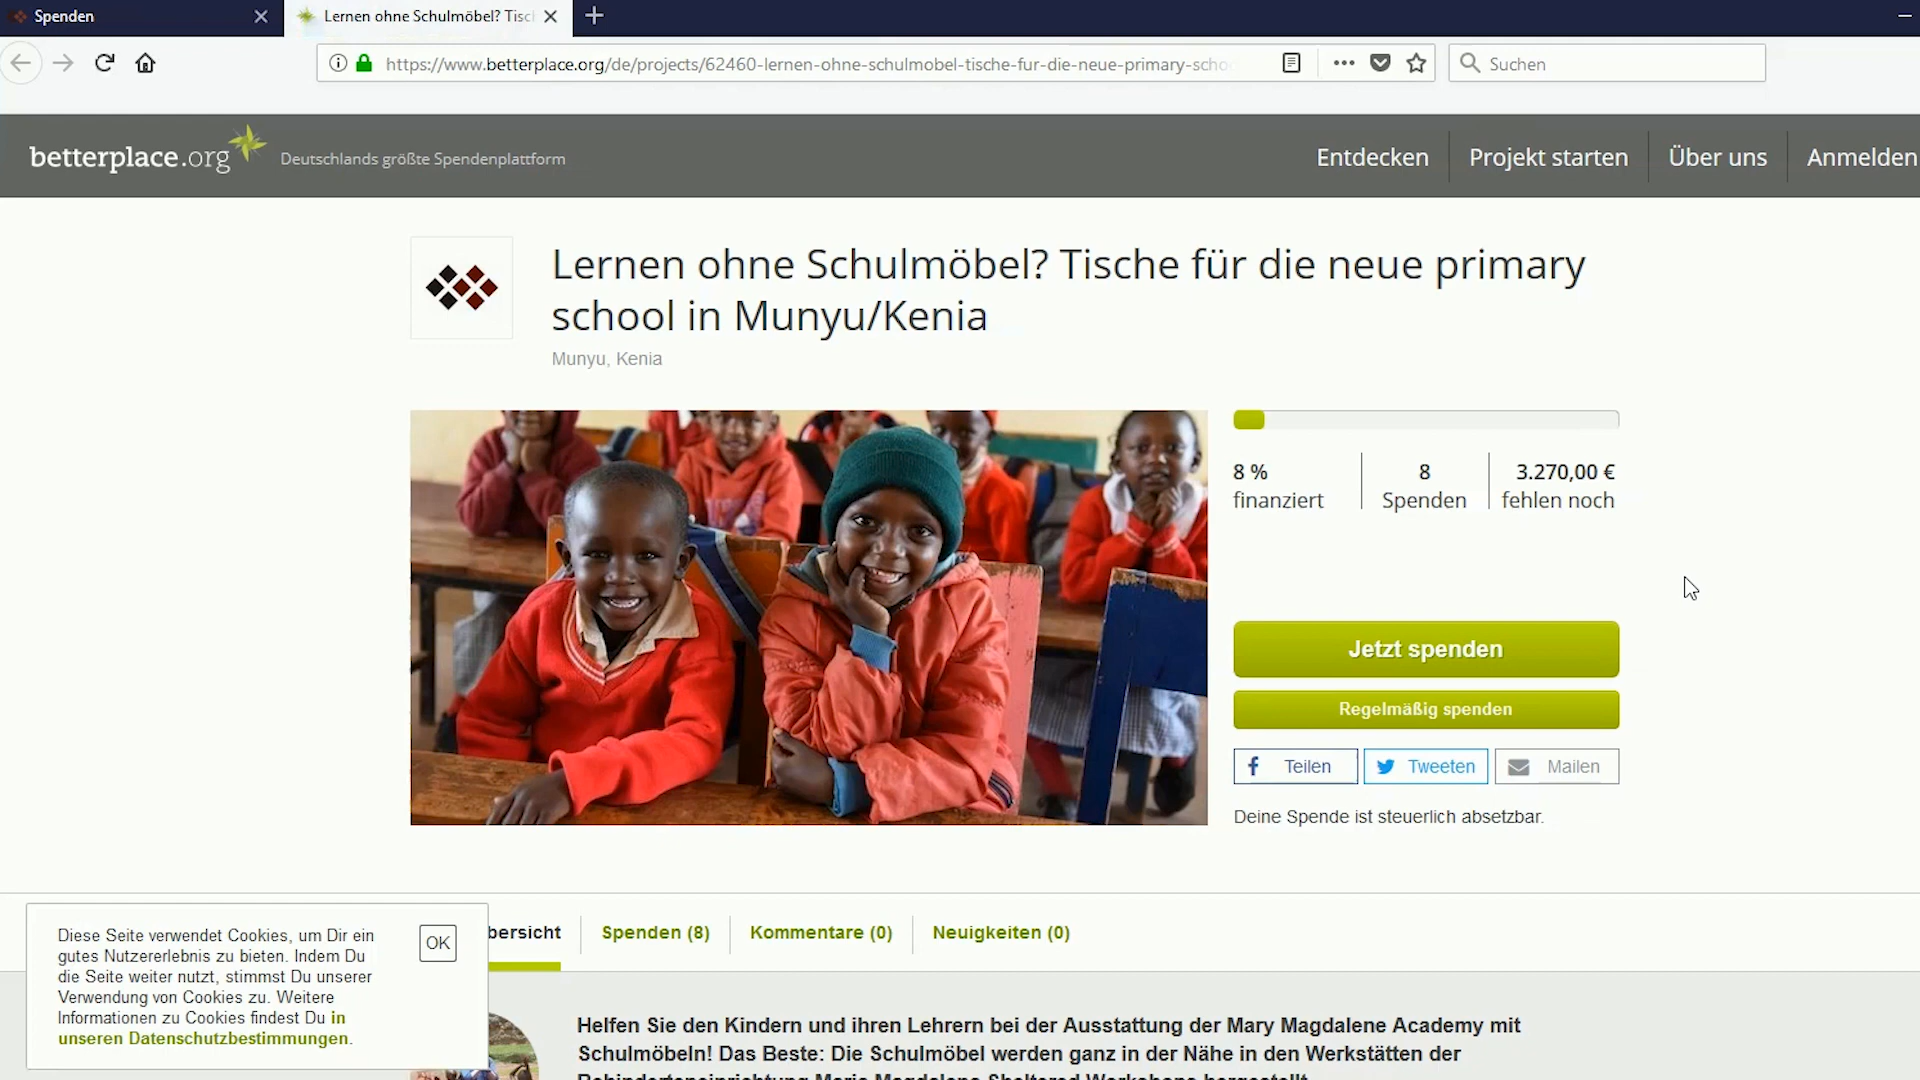 Spenden
Lernen ohne Schulmöbel? Tisc
https://www.betterplace.org/de/projects/62460-lernen-ohne-schulmobel-tische-fur-die-neue-primary-scho
Suchen
betterplace.org
Deutschlands größte Spendenplattform
Entdecken
Projekt starten
Über uns
Anmelden
Lernen ohne Schulmöbel? Tische für die neue primary
school in Munyu/Kenia
Munyu, Kenia
8 %
finanziert
8
Spenden
3.270,00 €
fehlen noch
Jetzt spenden
Regelmäßig spenden
Teilen
Tweeten
Mailen
Deine Spende ist steuerlich absetzbar.
bersicht
Spenden (8)
Kommentare (0)
Neuigkeiten (0)
Diese Seite verwendet Cookies, um Dir ein
gutes Nutzererlebnis zu bieten. Indem Du
die Seite weiter nutzt, stimmst Du unserer
Verwendung von Cookies zu. Weitere
Informationen zu Cookies findest Du in
unseren Datenschutzbestimmungen.
OK
Helfen Sie den Kindern und ihren Lehrern bei der Ausstattung der Mary Magdalene Academy mit
Schulmöbeln! Das Beste: Die Schulmöbel werden ganz in der Nähe in den Werkstätten der
Behinderteneinrichtung Maria Magdalena Sheltered Workshops hergestellt